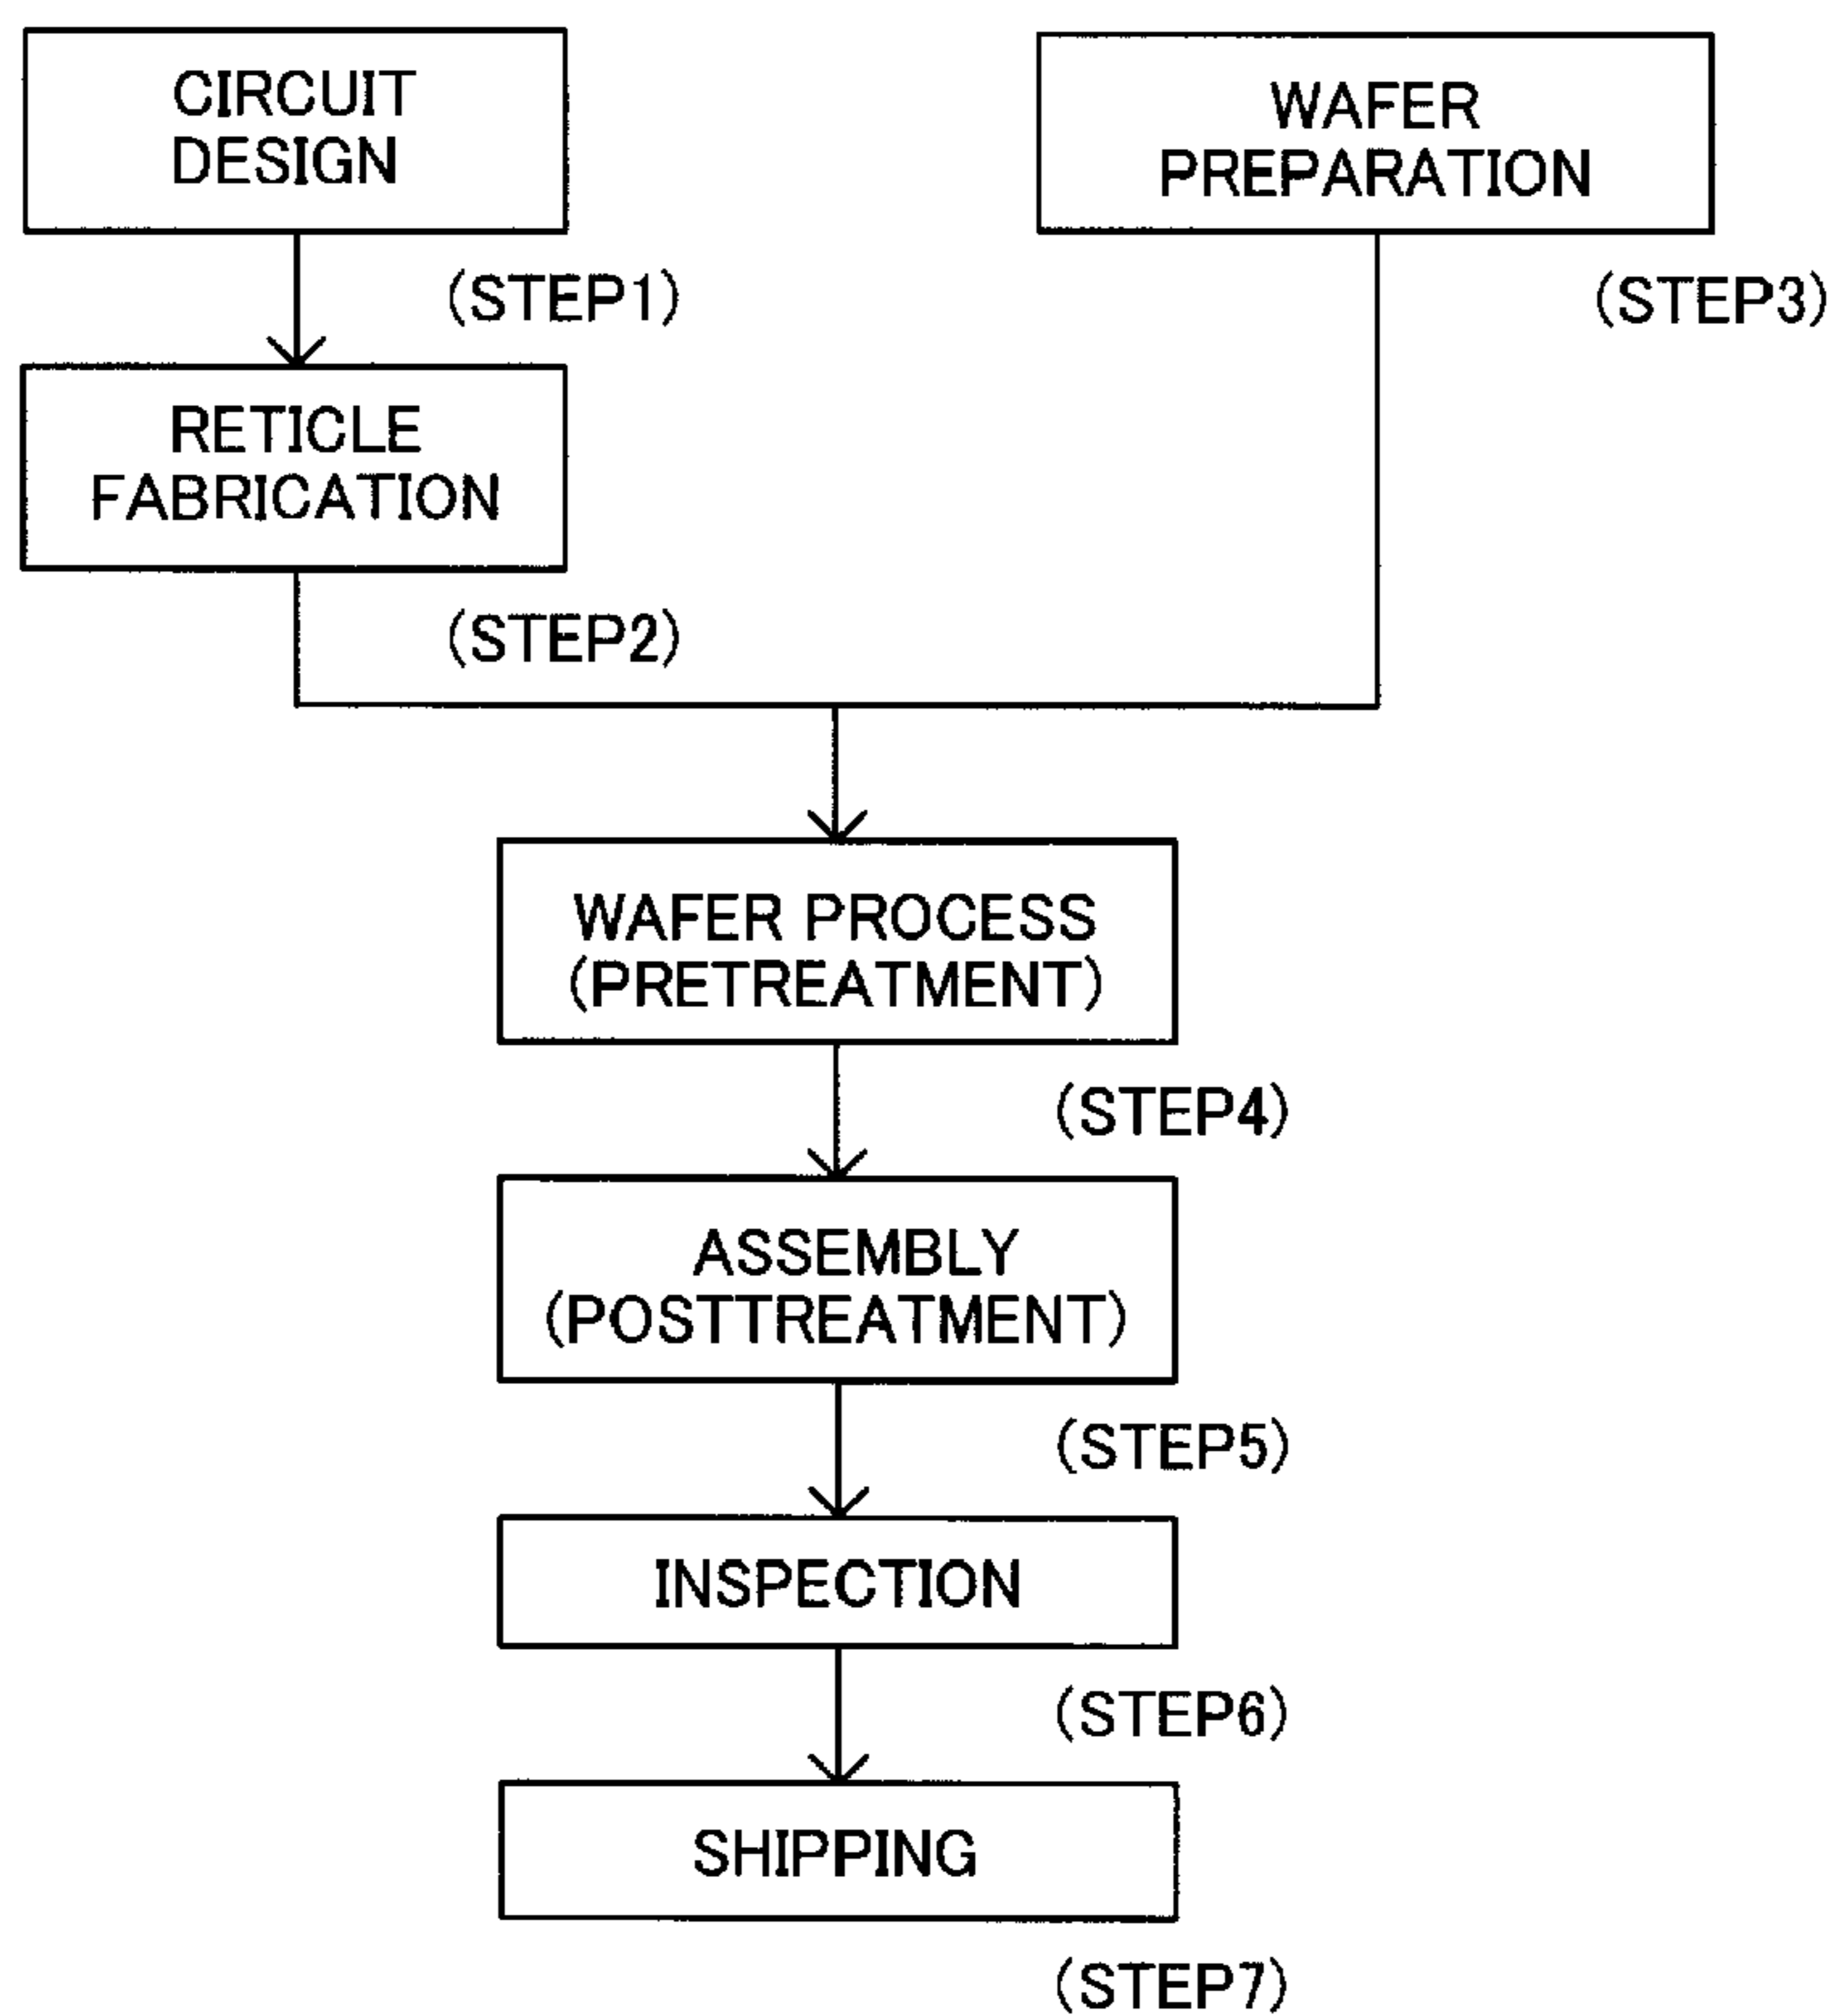 CIRCUIT
DESIGN
(STEP1)
RETICLE
FABRICATION
(STEP2)
WAFER
PREPARATION
(STEP3)
WAFER PROCESS
(PRETREATMENT)
(STEP4)
ASSEMBLY
(POSTTREATMENT)
(STEP5)
INSPECTION
(STEP6)
SHIPPING
(STEP7)